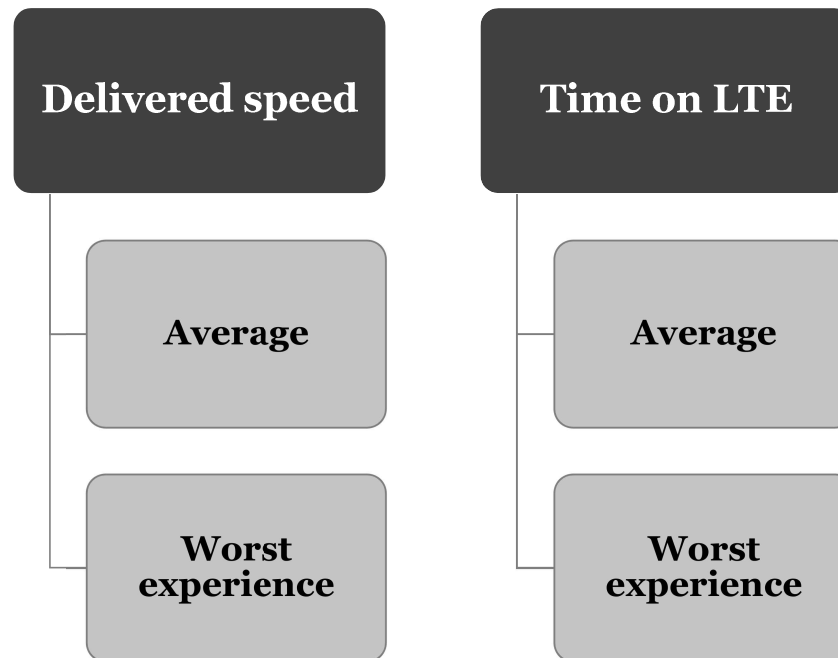 Delivered speed
Average
Worst
experience
Time on LTE
Average
Worst
experience